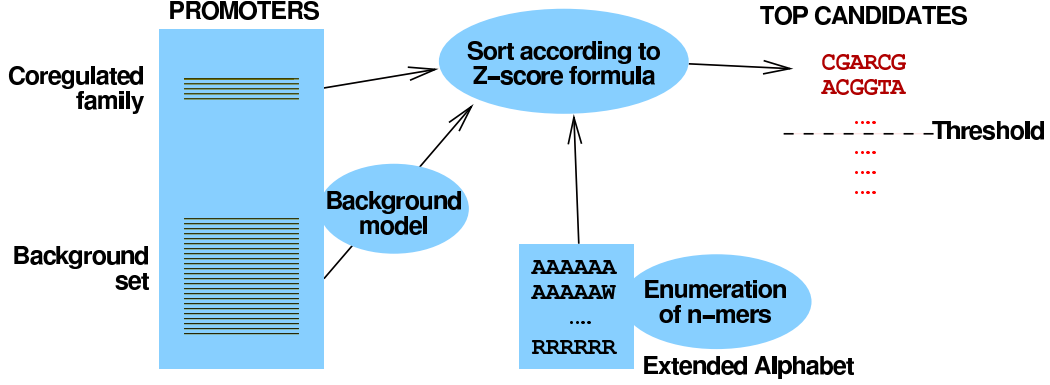 PROMOTERS
TOP CANDIDATES
Coregulated
family
Sort according to
Z-score formula
CGARCG
ACGGTA
....
Threshold
....
....
....
Background
model
Background
set
AAAAAA
AAAAAW
....
RRRRRR
Enumeration
of n-mers
Extended Alphabet